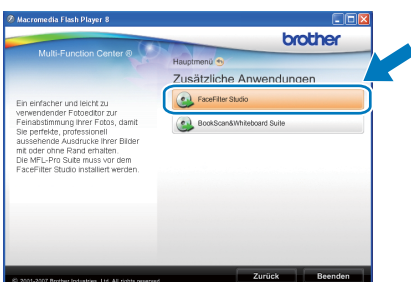 Macromedia Flash Player 8
brother
Multi-Function Center ®
Hauptmenü
Zusätzliche Anwendungen
FaceFilter Studio
BookScan&Whiteboard Suite
Ein einfacher und leicht zu
verwendender Fotoeditor zur
Feinabstimmung Ihrer Fotos, damit
Sie perfekte, professionell
aussehende Ausdrucke Ihrer Bilder
mit oder ohne Rand erhalten.
Die MFL-Pro Suite muss vor dem
FaceFilter Studio installiert werden.
Zurück
Beenden
© 2001-2007 Brother Industries, Ltd. All rights reserved.